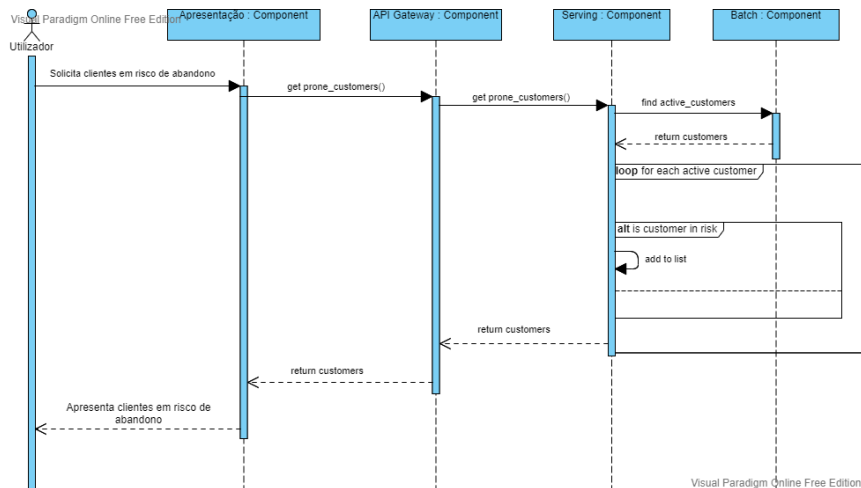 Visual Paradigm Online Free Edition
Utilizador
Apresentação : Component
API Gateway : Component
Serving : Component
Batch : Component
Solicita clientes em risco de abandono
get prone_customers()
get prone_customers()
find active_customers
return customers
loop for each active customer
alt is customer in risk
add to list
return customers
return customers
Apresenta clientes em risco de
abandono
Visual Paradigm Online Free Edition